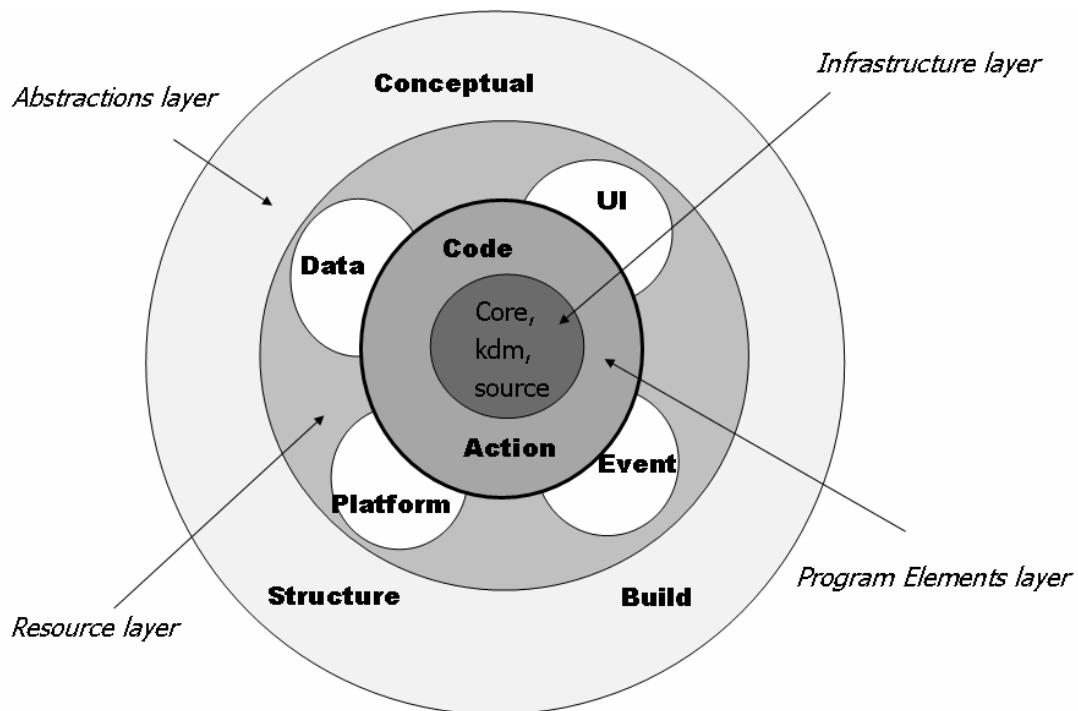 Infrastructure layer
Conceptual
Abstractions layer
UI
Code
Data
Core,
kdm,
source
Action
Event
Platform
Program Elements layer
Structure
Build
Resource layer